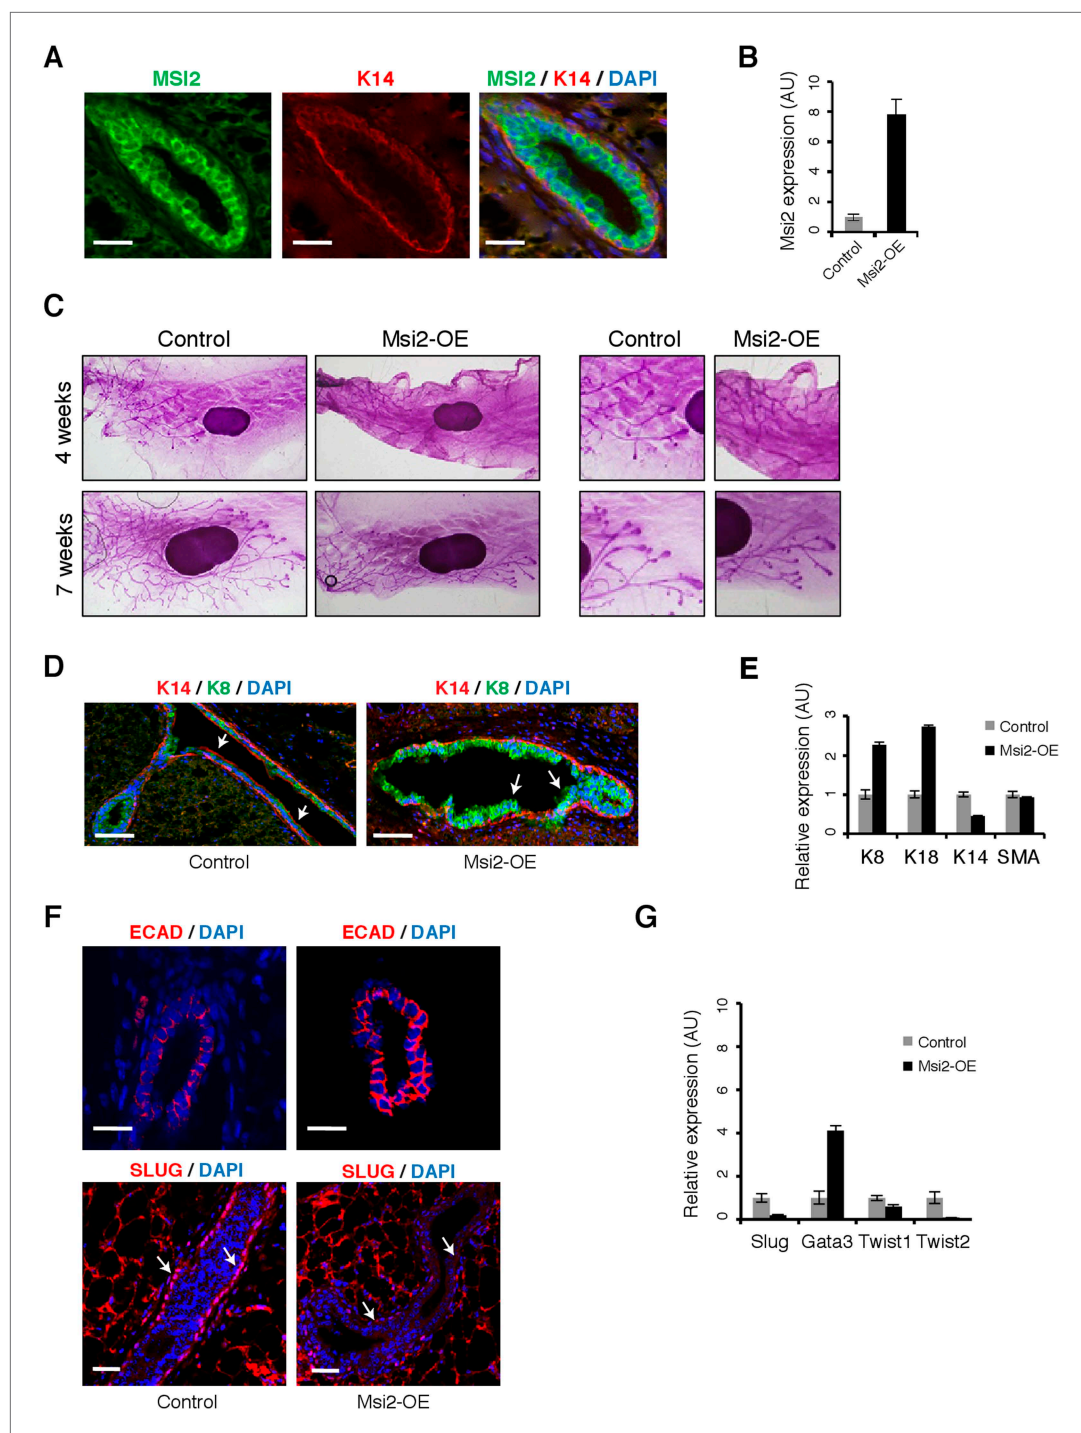 A
MSI2
K14
MSI2 / K14 / DAPI
B
Msi2 expression (AU)
10
8
6
4
2
0
Control
Msi2-OE
C
Control
Msi2-OE
Control
Msi2-OE
4 weeks
7 weeks
D
K14 / K8 / DAPI
K14 / K8 / DAPI
Control
Msi2-OE
E
Relative expression (AU)
3
2
1
0
Control
Msi2-OE
K8 K18 K14 SMA
F
ECAD / DAPI
ECAD / DAPI
SLUG / DAPI
SLUG / DAPI
Control
Msi2-OE
G
Relative expression (AU)
10
8
6
4
2
0
Control
Msi2-OE
Slug Gata3 Twist1 Twist2